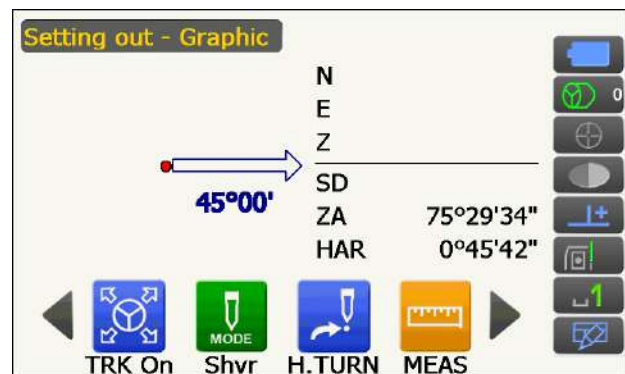 Setting out - Graphic
N
E
Z
SD
ZA 75°29'34"
HAR 0°45'42"
45°00'
0
1
MODE
TRK On Shvr H.TURN MEAS